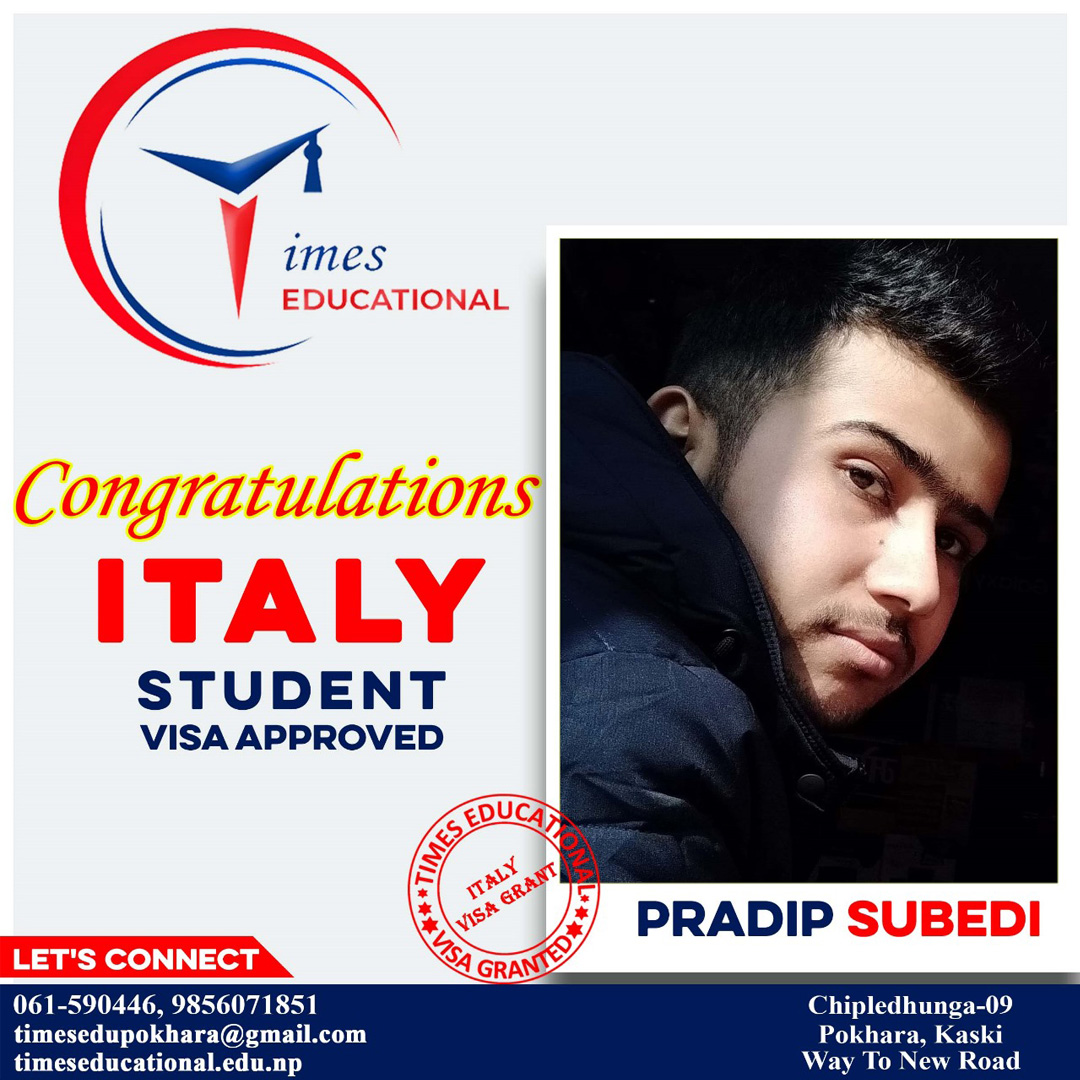 Times
EDUCATIONAL
Congratulations
ITALY
STUDENT
VISA APPROVED
TIMES EDUCATIONAL
ITALY
VISA GRANT
VISA GRANTED
PRADIP SUBEDI
LET'S CONNECT
061-590446, 9856071851
timesedupokhara@gmail.com
timeseducational.edu.np
Chipledhunga-09
Pokhara, Kaski
Way To New Road